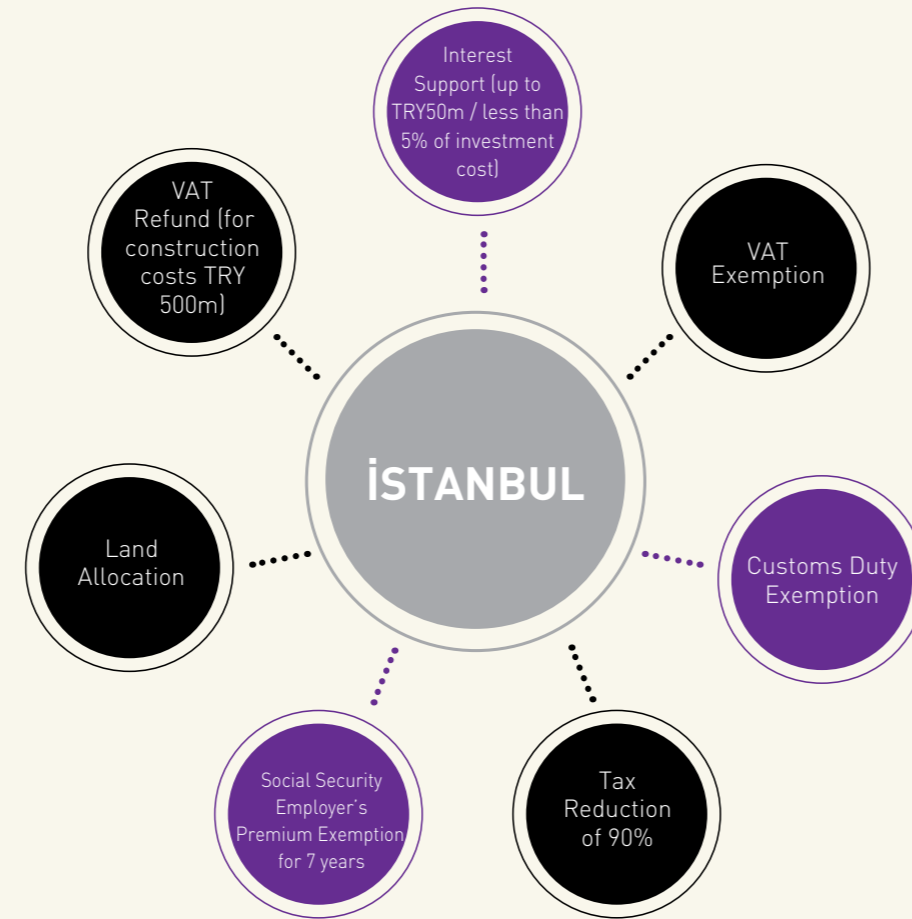 Interest
Support (up to
TRY50m / less than
5% of investment
cost)
VAT
Refund (for
construction
costs TRY
500m)
VAT
Exemption
İSTANBUL
Land
Allocation
Customs Duty
Exemption
Social Security
Employer's
Premium Exemption
for 7 years
Tax
Reduction
of 90%